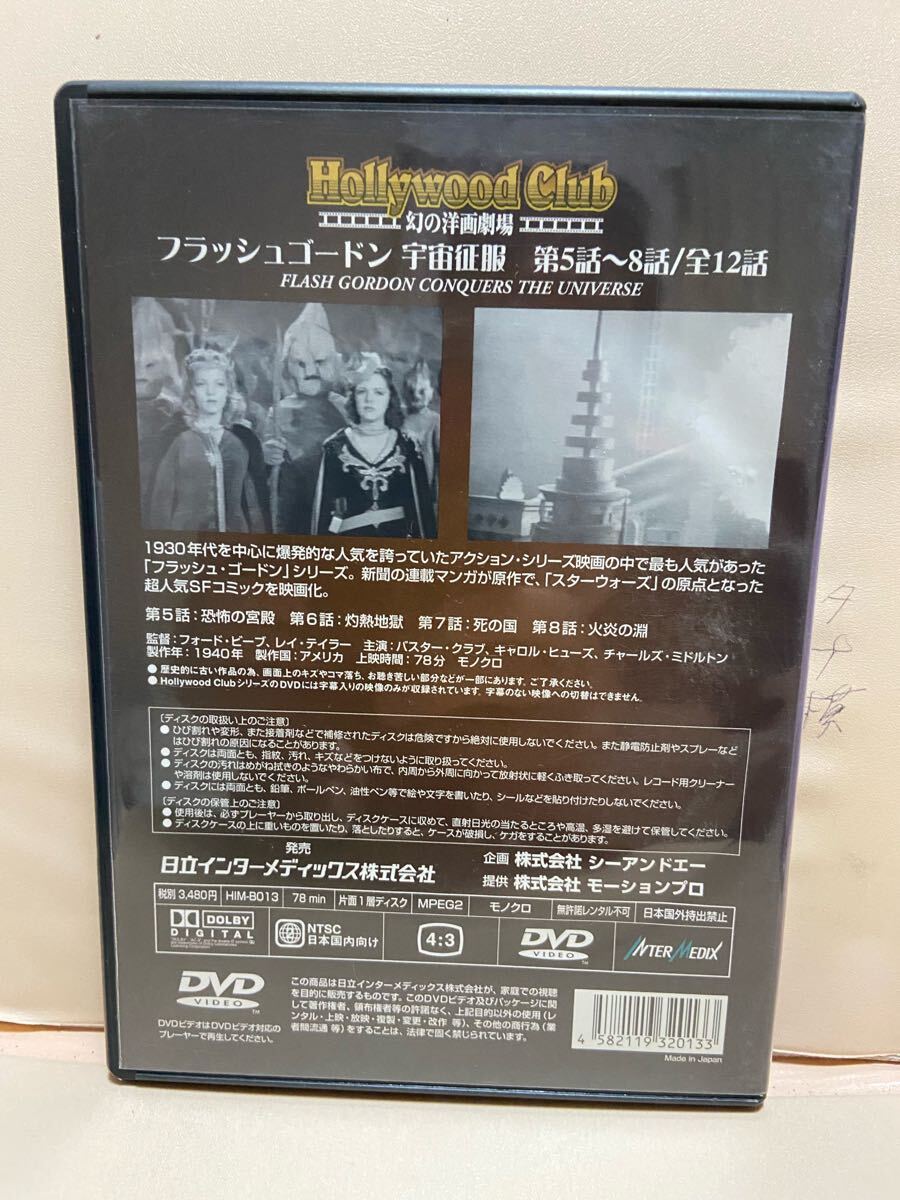 Hollywood Club
幻の洋画劇場
フラッシュゴードン 宇宙征服 第5話～8話/全12話
FLASH GORDON CONQUERS THE UNIVERSE
1930年代を中心に爆発的な人気を誇っていたアクション・シリーズ映画の中で最も人気があった
「フラッシュ・ゴードン」シリーズ。新聞の連載マンガが原作で、「スターウォーズ」の原点となった
超人気SFコミックを映画化。
第5話:恐怖の宮殿 第6話:灼熱地獄 第7話:死の国 第8話:火炎の淵
監督:フォード・ビーブ、レイ・テイラー 主演:バスター・クラブ、キャロル・ヒューズ、チャールズ・ミドルトン
製作年:1940年 製作国:アメリカ 上映時間:78分 モノクロ
●歴史的に古い作品の為、画面上のキズやコマ落ち、お聴き苦しい部分などが一部にあります。ご了承ください。
●Hollywood ClubシリーズのDVDには字幕入りの映像のみが収録されています。字幕のない映像への切替はできません。
〔ディスクの取扱い上のご注意〕
●ひび割れや変形、また接着剤などで補修されたディスクは危険ですから絶対に使用しないでください。また静電防止剤やスプレーなど
はひび割れの原因になることがあります。
●ディスクは両面とも、指紋、汚れ、キズなどをつけないように取り扱ってください。
●ディスクの汚れはめがね拭きのようなやわらかい布で、内周から外周に向かって放射状に軽くふき取ってください。レコード用クリーナー
や溶剤は使用しないでください。
●ディスクには両面とも、鉛筆、ボールペン、油性ペン等で絵や文字を書いたり、シールなどを貼り付けたりしないでください。
〔ディスクの保管上のご注意〕
●使用後は、必ずプレーヤーから取り出し、ディスクケースに収めて、直射日光の当たるところや高温、多湿を避けて保管してください。
●ディスクケースの上に重いものを置いたり、落としたりすると、ケースが破損し、ケガをすることがあります。
発売
日立インターメディックス株式会社
企画 株式会社 シーアンドエー
提供 株式会社 モーションプロ
税別 3,480円 HIM-B013 78 min 片面1層ディスク MPEG2 モノクロ 無許諾レンタル不可 日本国外持出禁止
DOLBY
DIGITAL
2
NTSC
日本国内向け
4:3
DVD
VIDEO
INTERMEDIX
DVD
VIDEO
DVDビデオはDVDビデオ対応の
プレーヤーで再生してください。
この商品は日立インターメディックス株式会社が、家庭での視聴
を目的に販売するものです。このDVDビデオ及びパッケージに関
して著作権者、頒布権者等の許諾なく、上記目的以外の使用(レ
ンタル・上映・放映・複製・変更・改作 等)、その他の商行為(業
者間流通 等)をすることは、法律で固く禁じられています。
4 582119 320133
Made in Japan